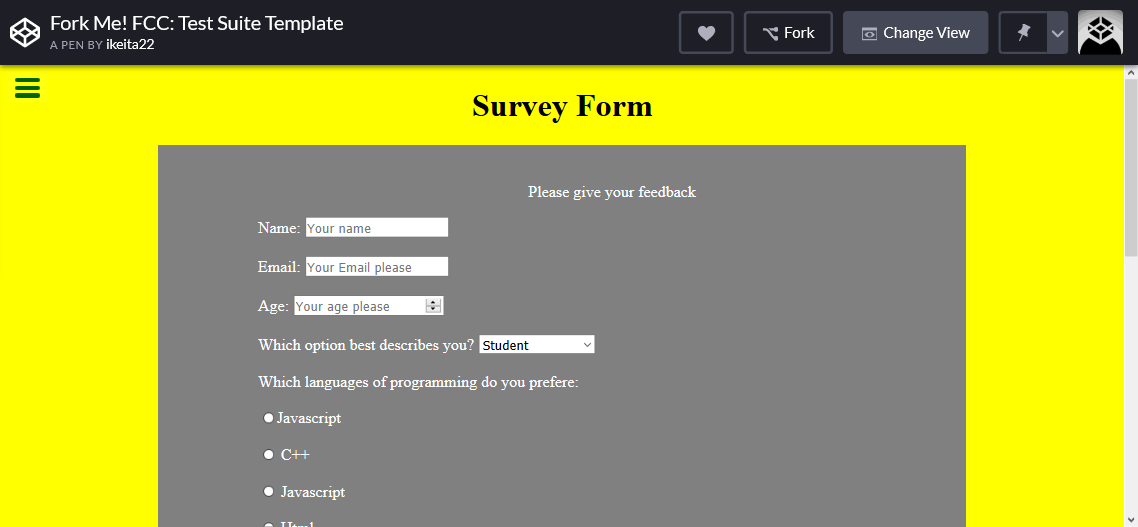 Fork Me! FCC: Test Suite Template
A PEN BY ikeita22
Fork
Change View
Survey Form
Please give your feedback
Name: Your name
Email: Your Email please
Age: Your age please
Which option best describes you? Student
Which languages of programming do you prefere:
Javascript
C++
Javascript
Html